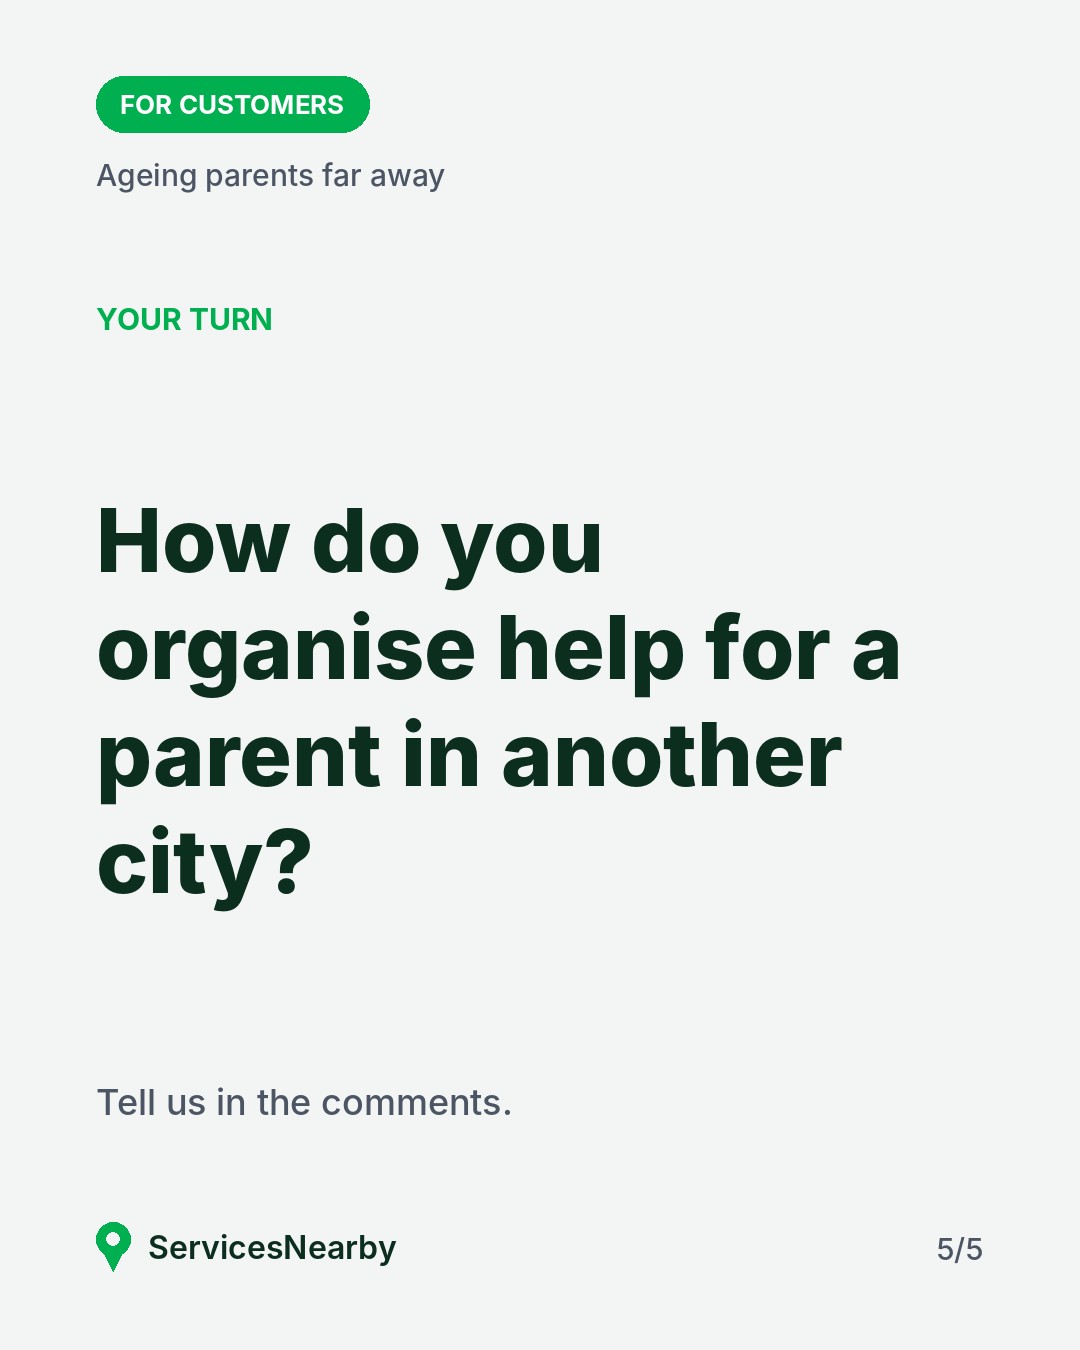 FOR CUSTOMERS
Ageing parents far away
YOUR TURN
How do you
organise help for a
parent in another
city?
Tell us in the comments.
ServicesNearby
5/5